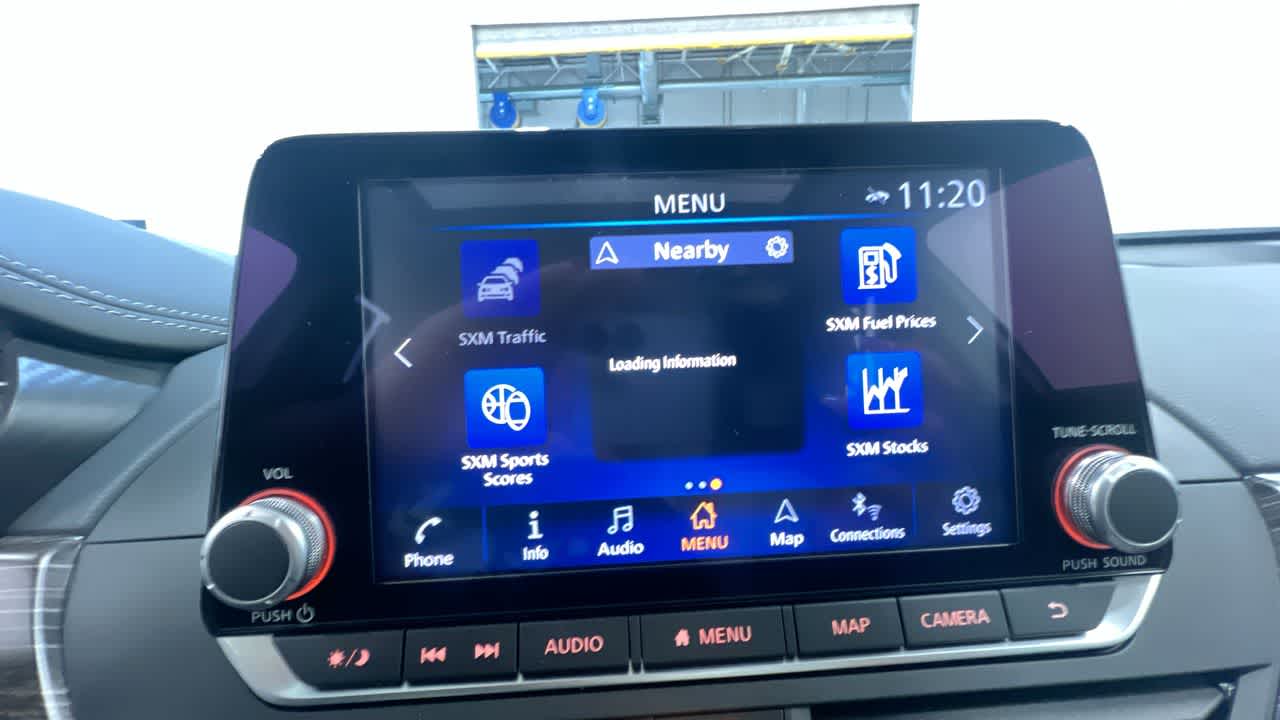 MENU
11:20
Nearby
SXM Traffic
SXM Fuel Prices
Loading Information
SXM Sports
Scores
SXM Stocks
VOL
TUNE·SCROLL
Phone
Info
Audio
MENU
Map
Connections
Settings
PUSH
PUSH SOUND
AUDIO
MENU
MAP
CAMERA